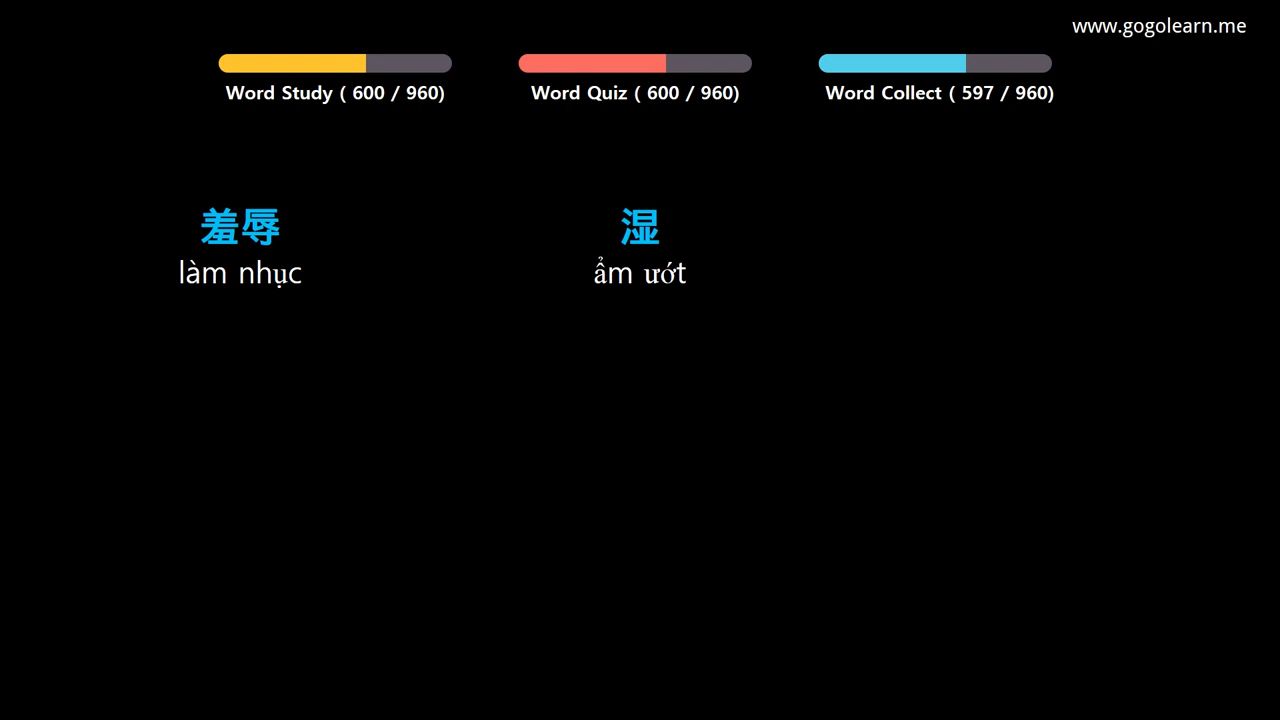 www.gogolearn.me
Word Study ( 600 / 960)
Word Quiz ( 600 / 960)
Word Collect ( 597 / 960)
羞辱
làm nhục
湿
ẩm ướt